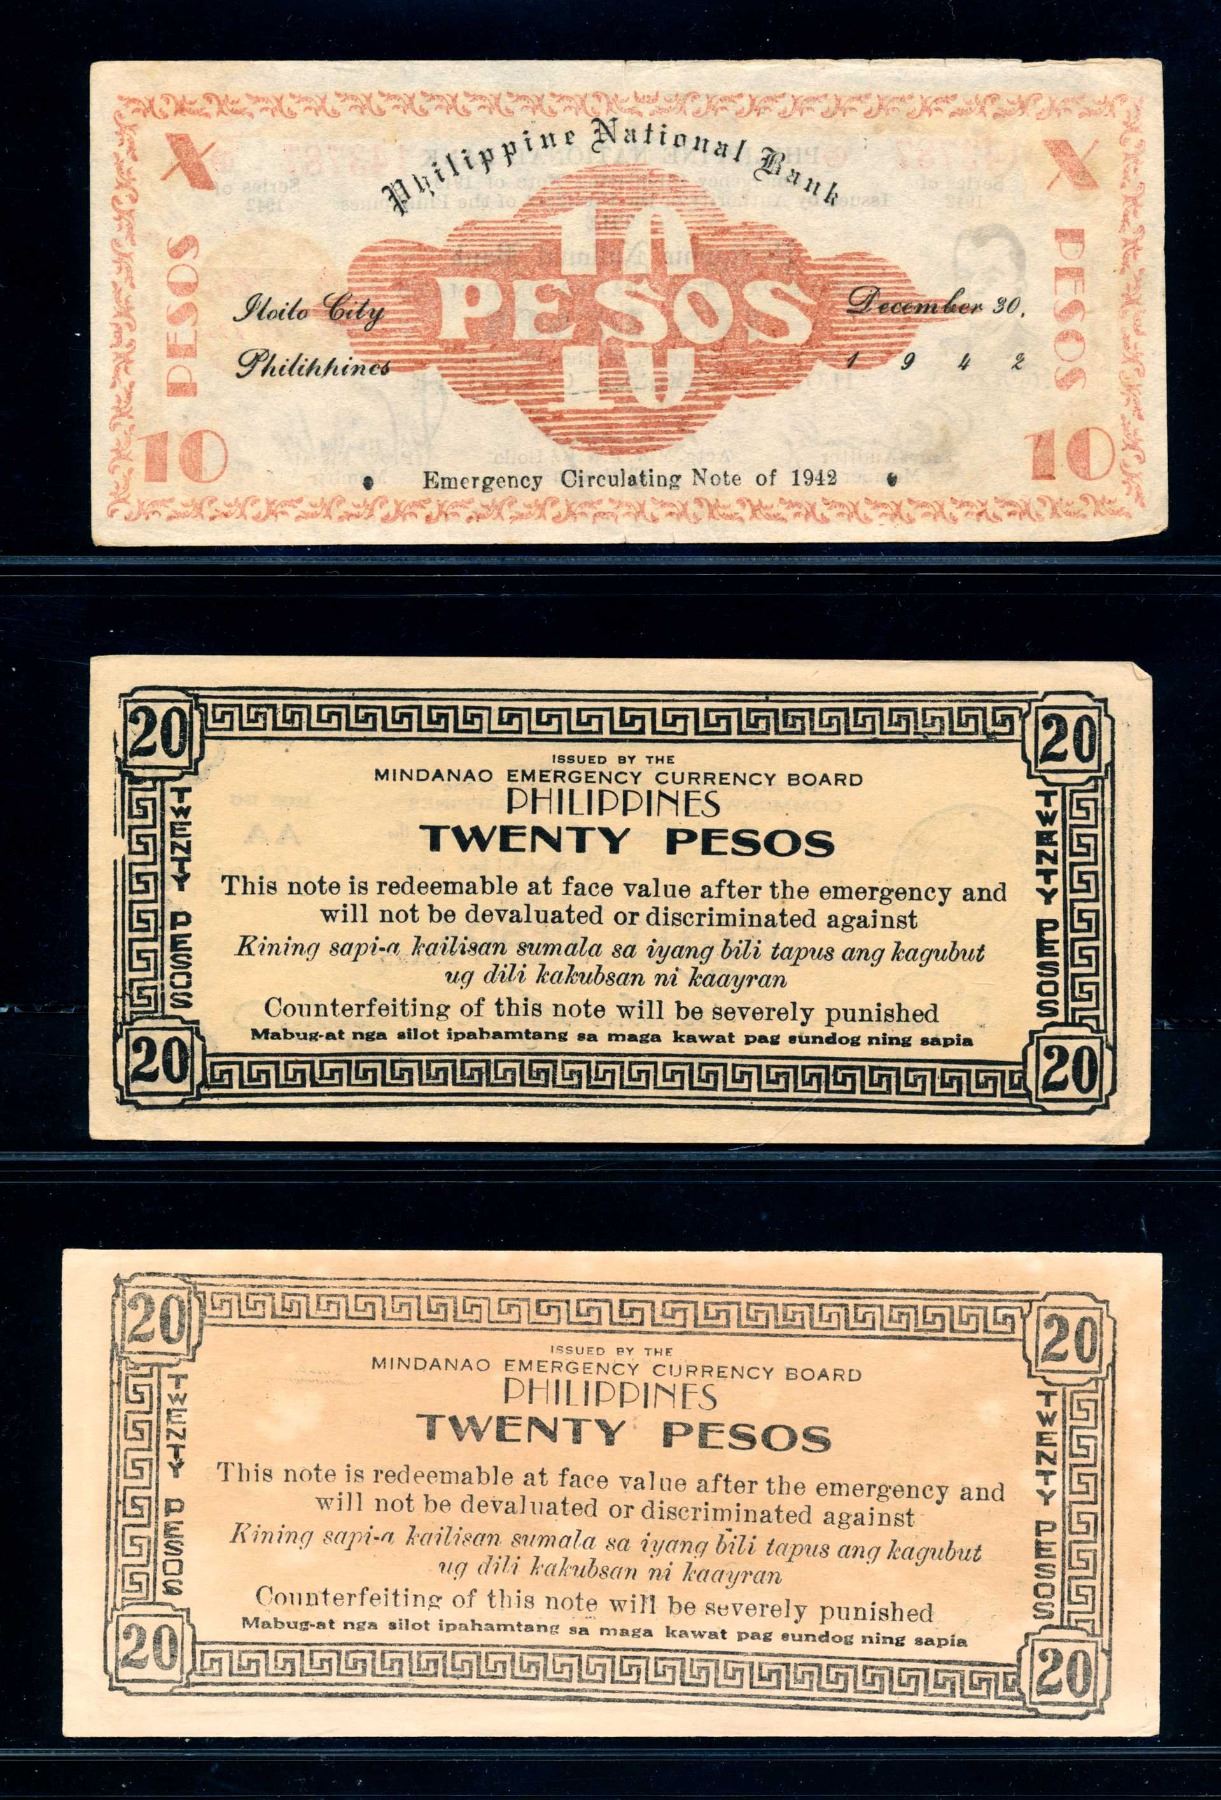 Philippine National Bank
X
X
10
PESOS
10
PESOS
PESOS
Iloilo City
Philippines
December 30,
1 9 4 2
10
10
Emergency Circulating Note of 1942
20
20
ISSUED BY THE
MINDANAO EMERGENCY CURRENCY BOARD
PHILIPPINES
TWENTY PESOS
TWENTY PESOS
TWENTY PESOS
This note is redeemable at face value after the emergency and
will not be devaluated or discriminated against
Kining sapi-a kailisan sumala sa iyang bili tapus ang kagubut
ug dili kakubsan ni kaayran
Counterfeiting of this note will be severely punished
Mabug-at nga silot ipahamtang sa maga kawat pag sundog ning sapia
20
20
20
20
ISSUED BY THE
MINDANAO EMERGENCY CURRENCY BOARD
PHILIPPINES
TWENTY PESOS
TWENTY PESOS
TWENTY PESOS
This note is redeemable at face value after the emergency and
will not be devaluated or discriminated against
Kining sapi-a kailisan sumala sa iyang bili tapus ang kagubut
ug dili kakubsan ni kaayran
Counterfeiting of this note will be severely punished
Mabug-at nga silot ipahamtang sa maga kawat pag sundog ning sapia
20
20